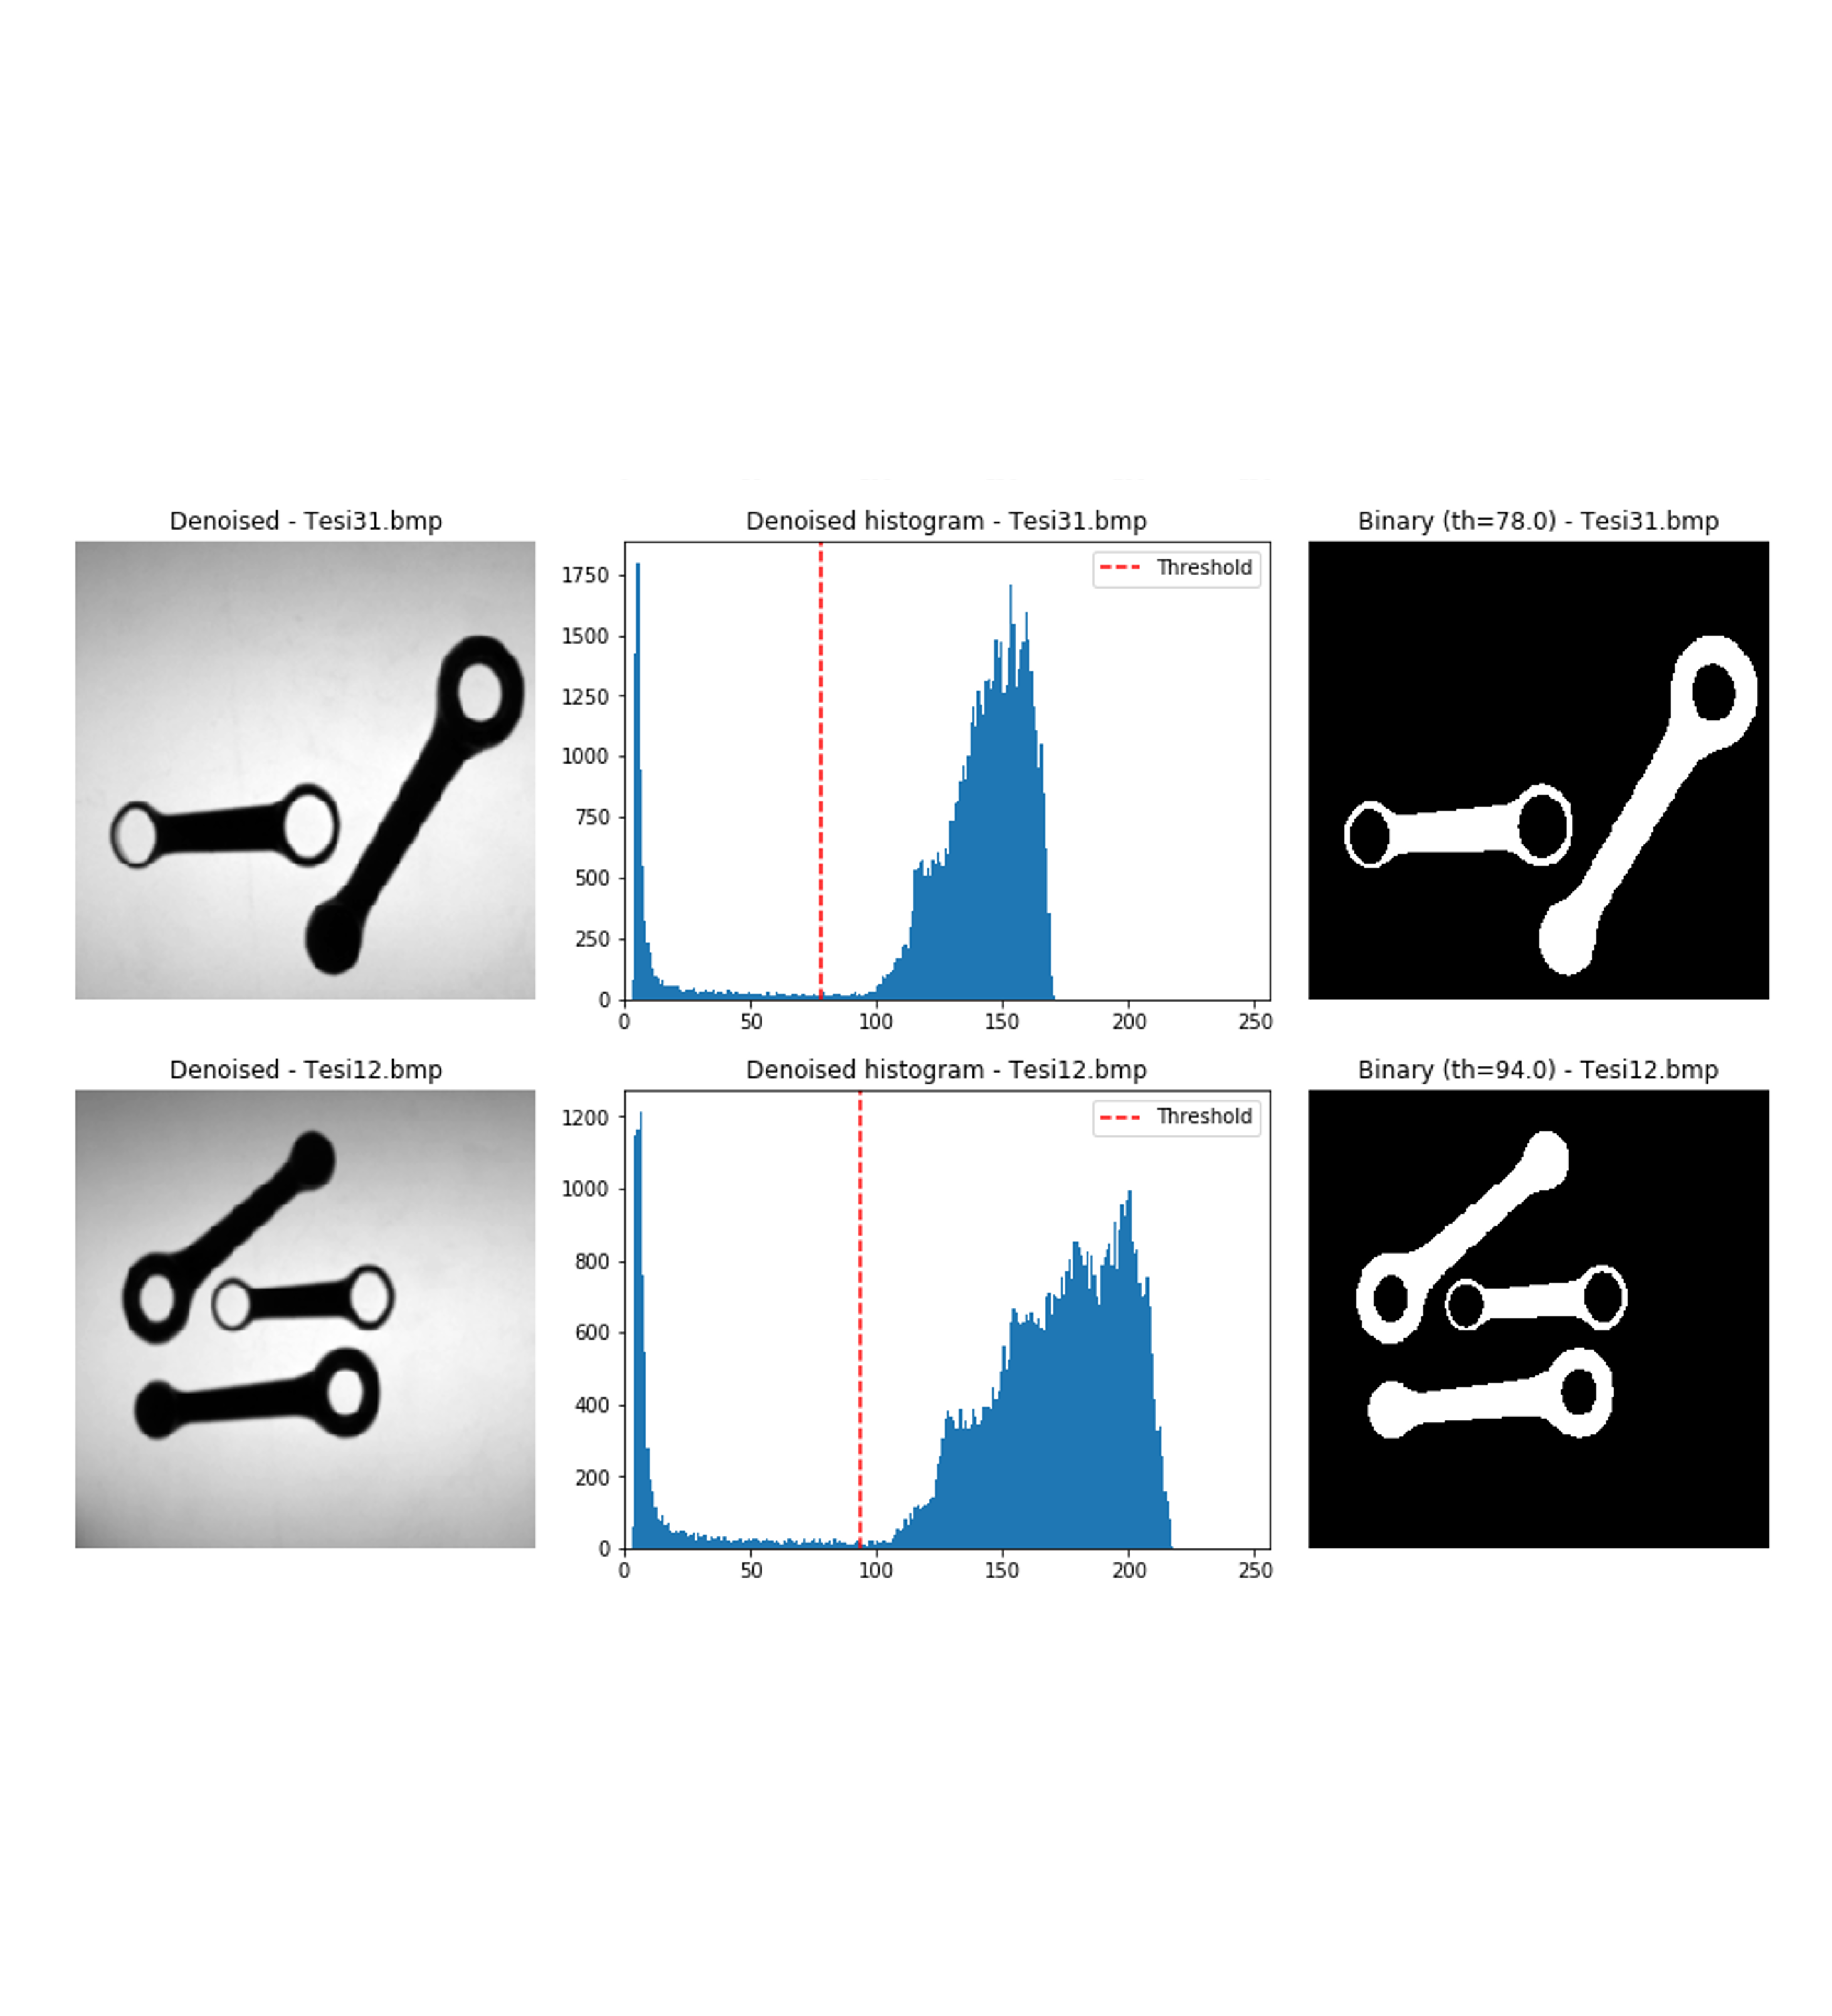 Denoised - Tesi31.bmp
Denoised histogram - Tesi31.bmp
Binary (th=78.0) - Tesi31.bmp
Threshold
1750
1500
1250
1000
750
500
250
0
0 50 100 150 200 250
Denoised - Tesi12.bmp
Denoised histogram - Tesi12.bmp
Binary (th=94.0) - Tesi12.bmp
Threshold
1200
1000
800
600
400
200
0
0 50 100 150 200 250